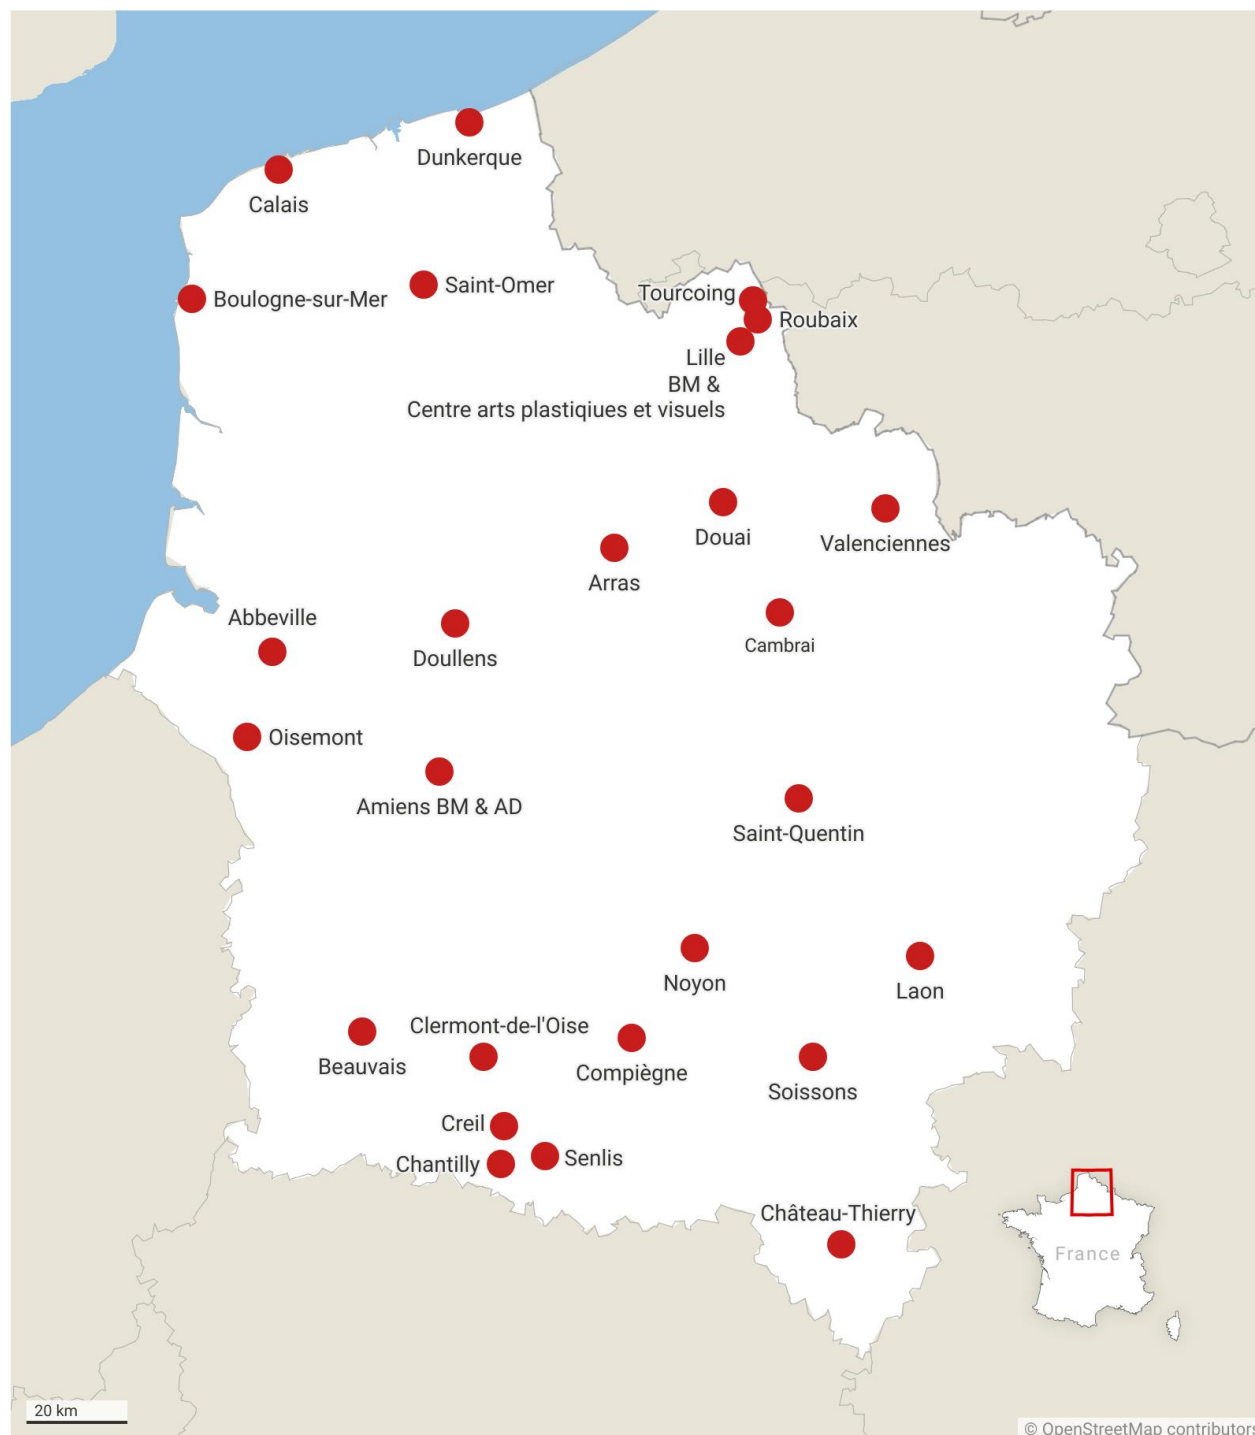 Dunkerque
Calais
Saint-Omer
Boulogne-sur-Mer
Tourcoing
Roubaix
Lille
BM &
Centre arts plastiqiues et visuels
Douai
Valenciennes
Arras
Abbeville
Doullens
Cambrai
Oisemont
Amiens BM & AD
Saint-Quentin
Noyon
Laon
Clermont-de-l'Oise
Beauvais
Compiègne
Soissons
Creil
Chantilly
Senlis
Château-Thierry
France
20 km
© OpenStreetMap contributors